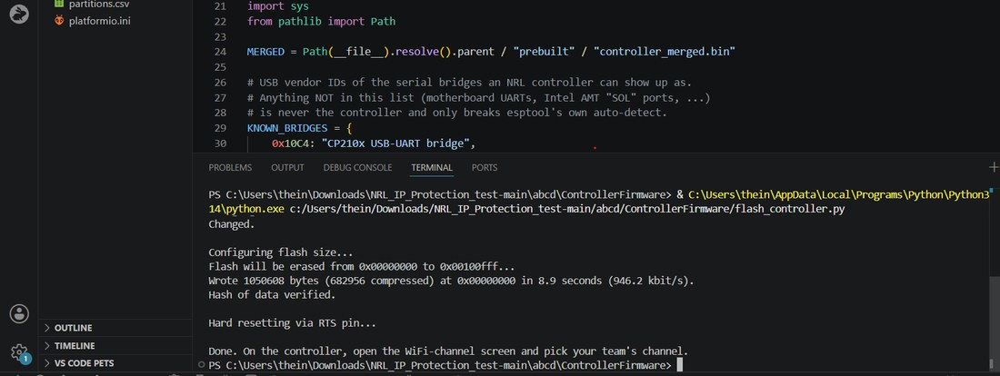 partitions.csv
platformio.ini
21 import sys
22 from pathlib import Path
23
24 MERGED = Path(__file__).resolve().parent / "prebuilt" / "controller_merged.bin"
25
26 # USB vendor IDs of the serial bridges an NRL controller can show up as.
27 # Anything NOT in this list (motherboard UARTs, Intel AMT "SOL" ports, ...)
28 # is never the controller and only breaks esptool's own auto-detect.
29 KNOWN_BRIDGES = {
30 0x10C4: "CP210x USB-UART bridge",
PROBLEMS OUTPUT DEBUG CONSOLE TERMINAL PORTS
PS C:\Users\thein\Downloads\NRL_IP_Protection_test-main\abcd\ControllerFirmware> & C:\Users\thein\AppData\Local\Programs\Python\Python3
14\python.exe c:/Users/thein/Downloads/NRL_IP_Protection_test-main/abcd/ControllerFirmware/flash_controller.py
Changed.
Configuring flash size...
Flash will be erased from 0x00000000 to 0x00100fff...
Wrote 1050608 bytes (682956 compressed) at 0x00000000 in 8.9 seconds (946.2 kbit/s).
Hash of data verified.
Hard resetting via RTS pin...
Done. On the controller, open the WiFi-channel screen and pick your team's channel.
PS C:\Users\thein\Downloads\NRL_IP_Protection_test-main\abcd\ControllerFirmware>
OUTLINE
TIMELINE
VS CODE PETS
1